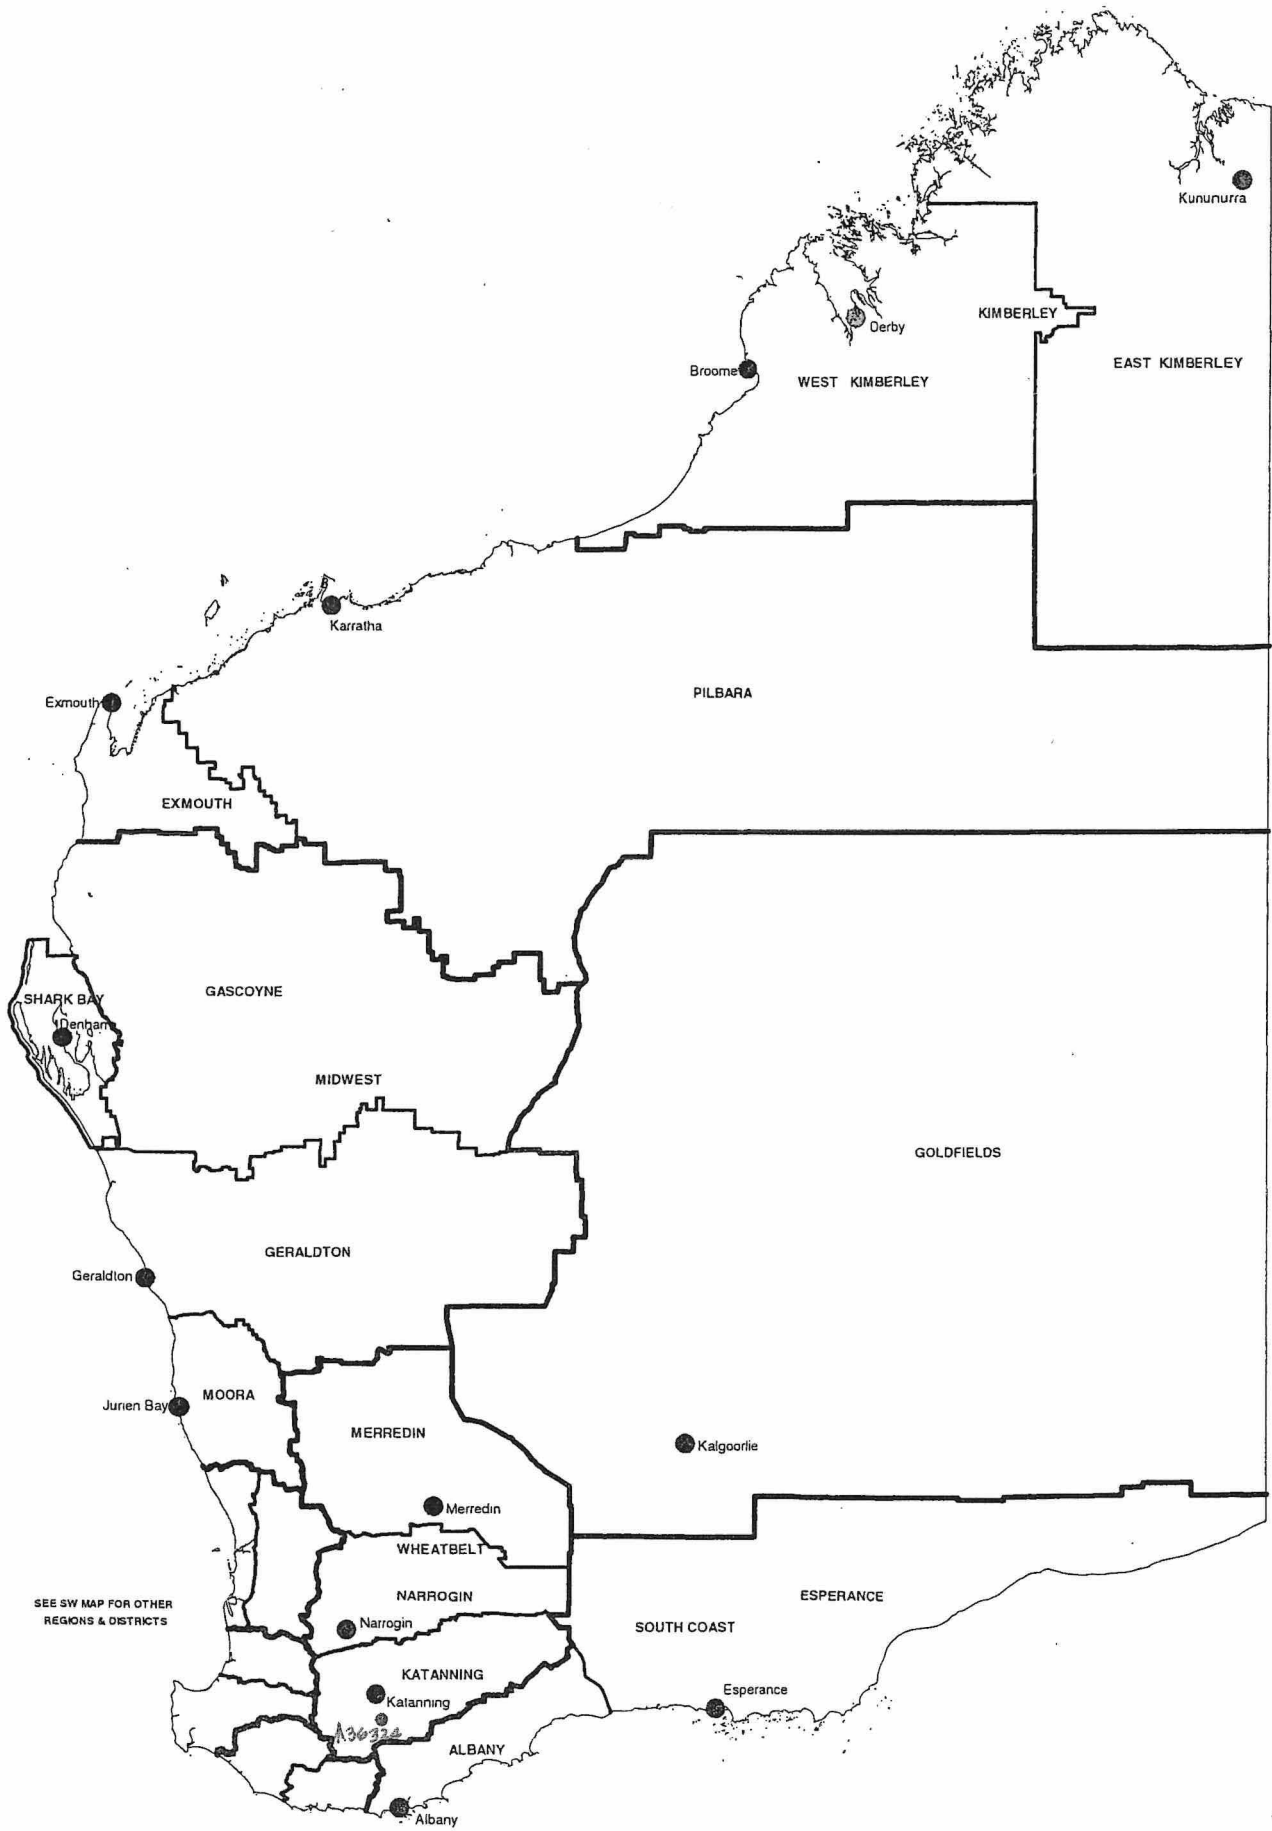 Kununurra
KIMBERLEY
Derby
EAST KIMBERLEY
Broome
WEST KIMBERLEY
Karratha
PILBARA
Exmouth
EXMOUTH
GASCOYNE
SHARK BAY
Denham
MIDWEST
GOLDFIELDS
GERALDTON
Geraldton
MOORA
Jurien Bay
MERREDIN
Kalgoorlie
Merredin
WHEATBELT
NARROGIN
ESPERANCE
SEE SW MAP FOR OTHER
REGIONS & DISTRICTS
Narrogin
SOUTH COAST
KATANNING
Katanning
Esperance
A36324
ALBANY
Albany